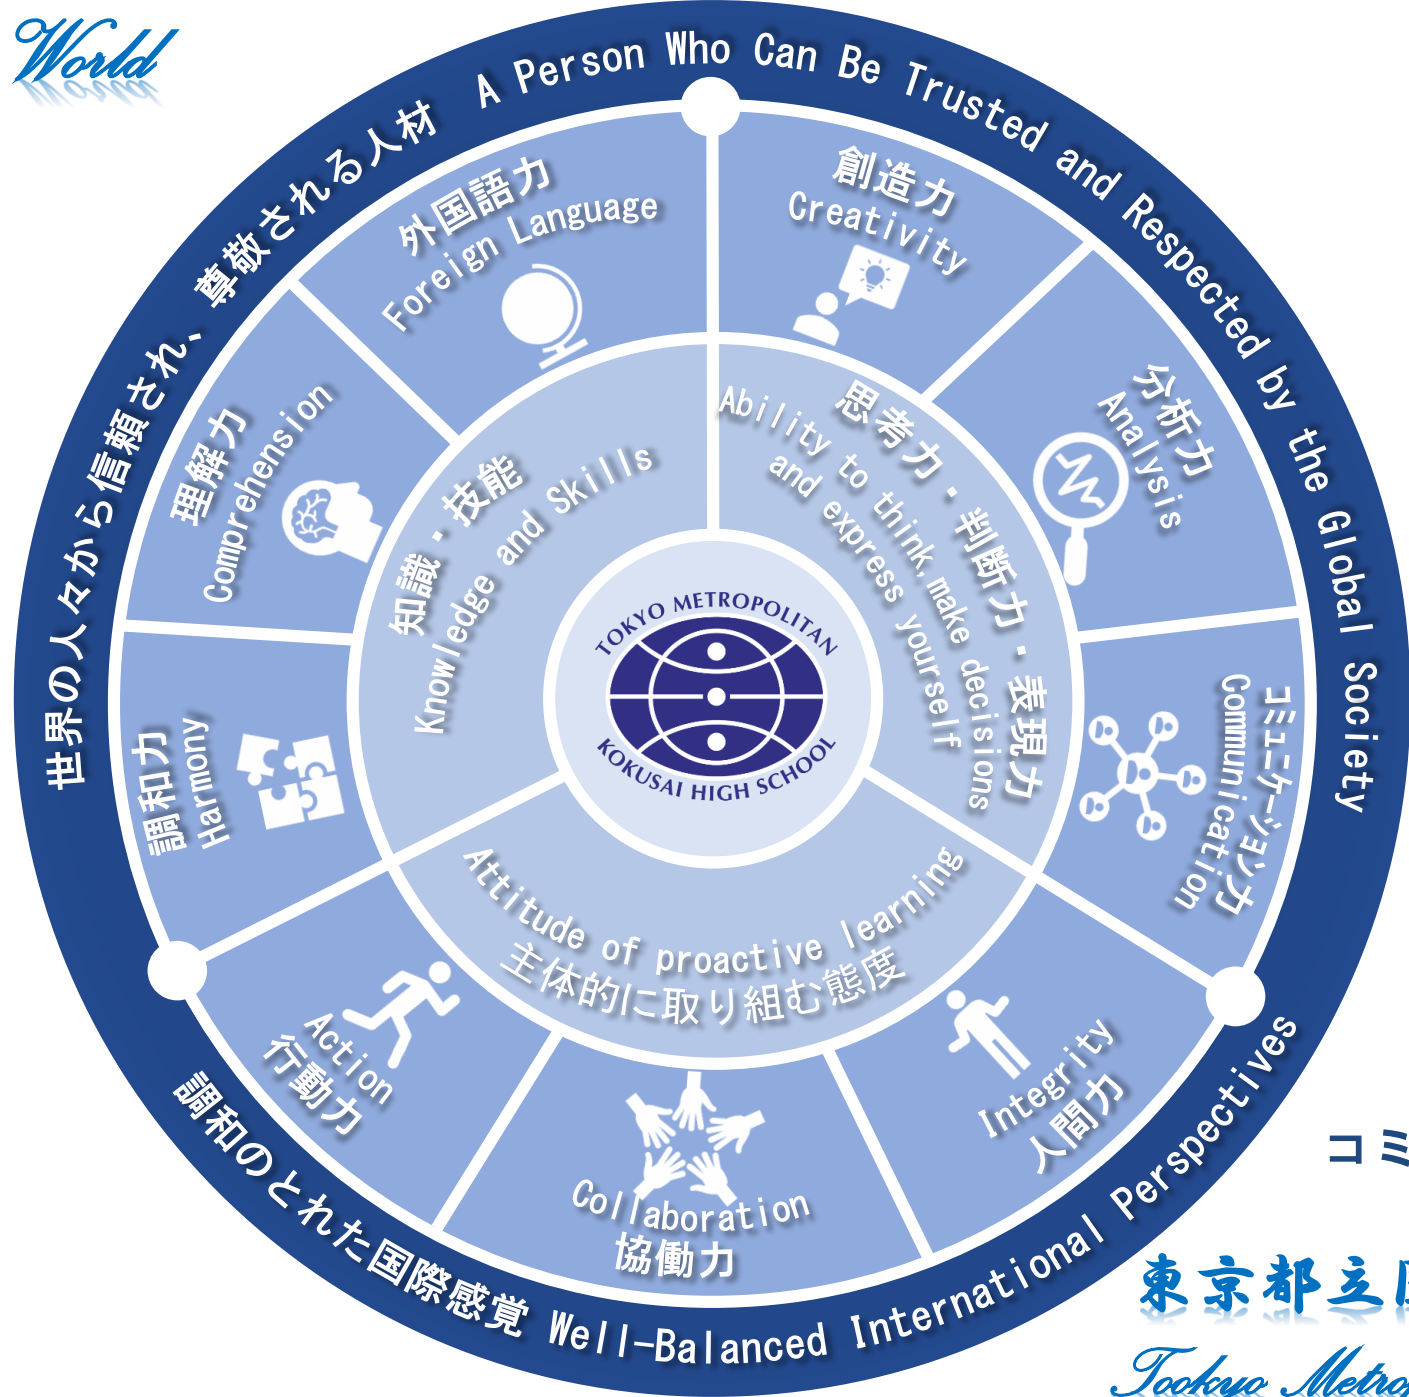 World
世界の人々から信頼され、尊敬される人材 A Person Who Can Be Trusted and Respected by the Global Society
外国語力
Foreign Language
創造力
Creativity
分析力
Analysis
コミュニケーション力
Communication
Integrity
人間力
Collaboration
協働力
Action
行動力
調和力
Harmony
理解力
Comprehension
知識・技能
Knowledge and Skills
思考力・判断力・表現力
Ability to think,make decisions
and express yourself
Attitude of proactive learning
主体的に取り組む態度
TOKYO METROPOLITAN
KOKUSAI HIGH SCHOOL
調和のとれた国際感覚 Well-Balanced International Perspectives
コミ
東京都立
Tookyo Metro